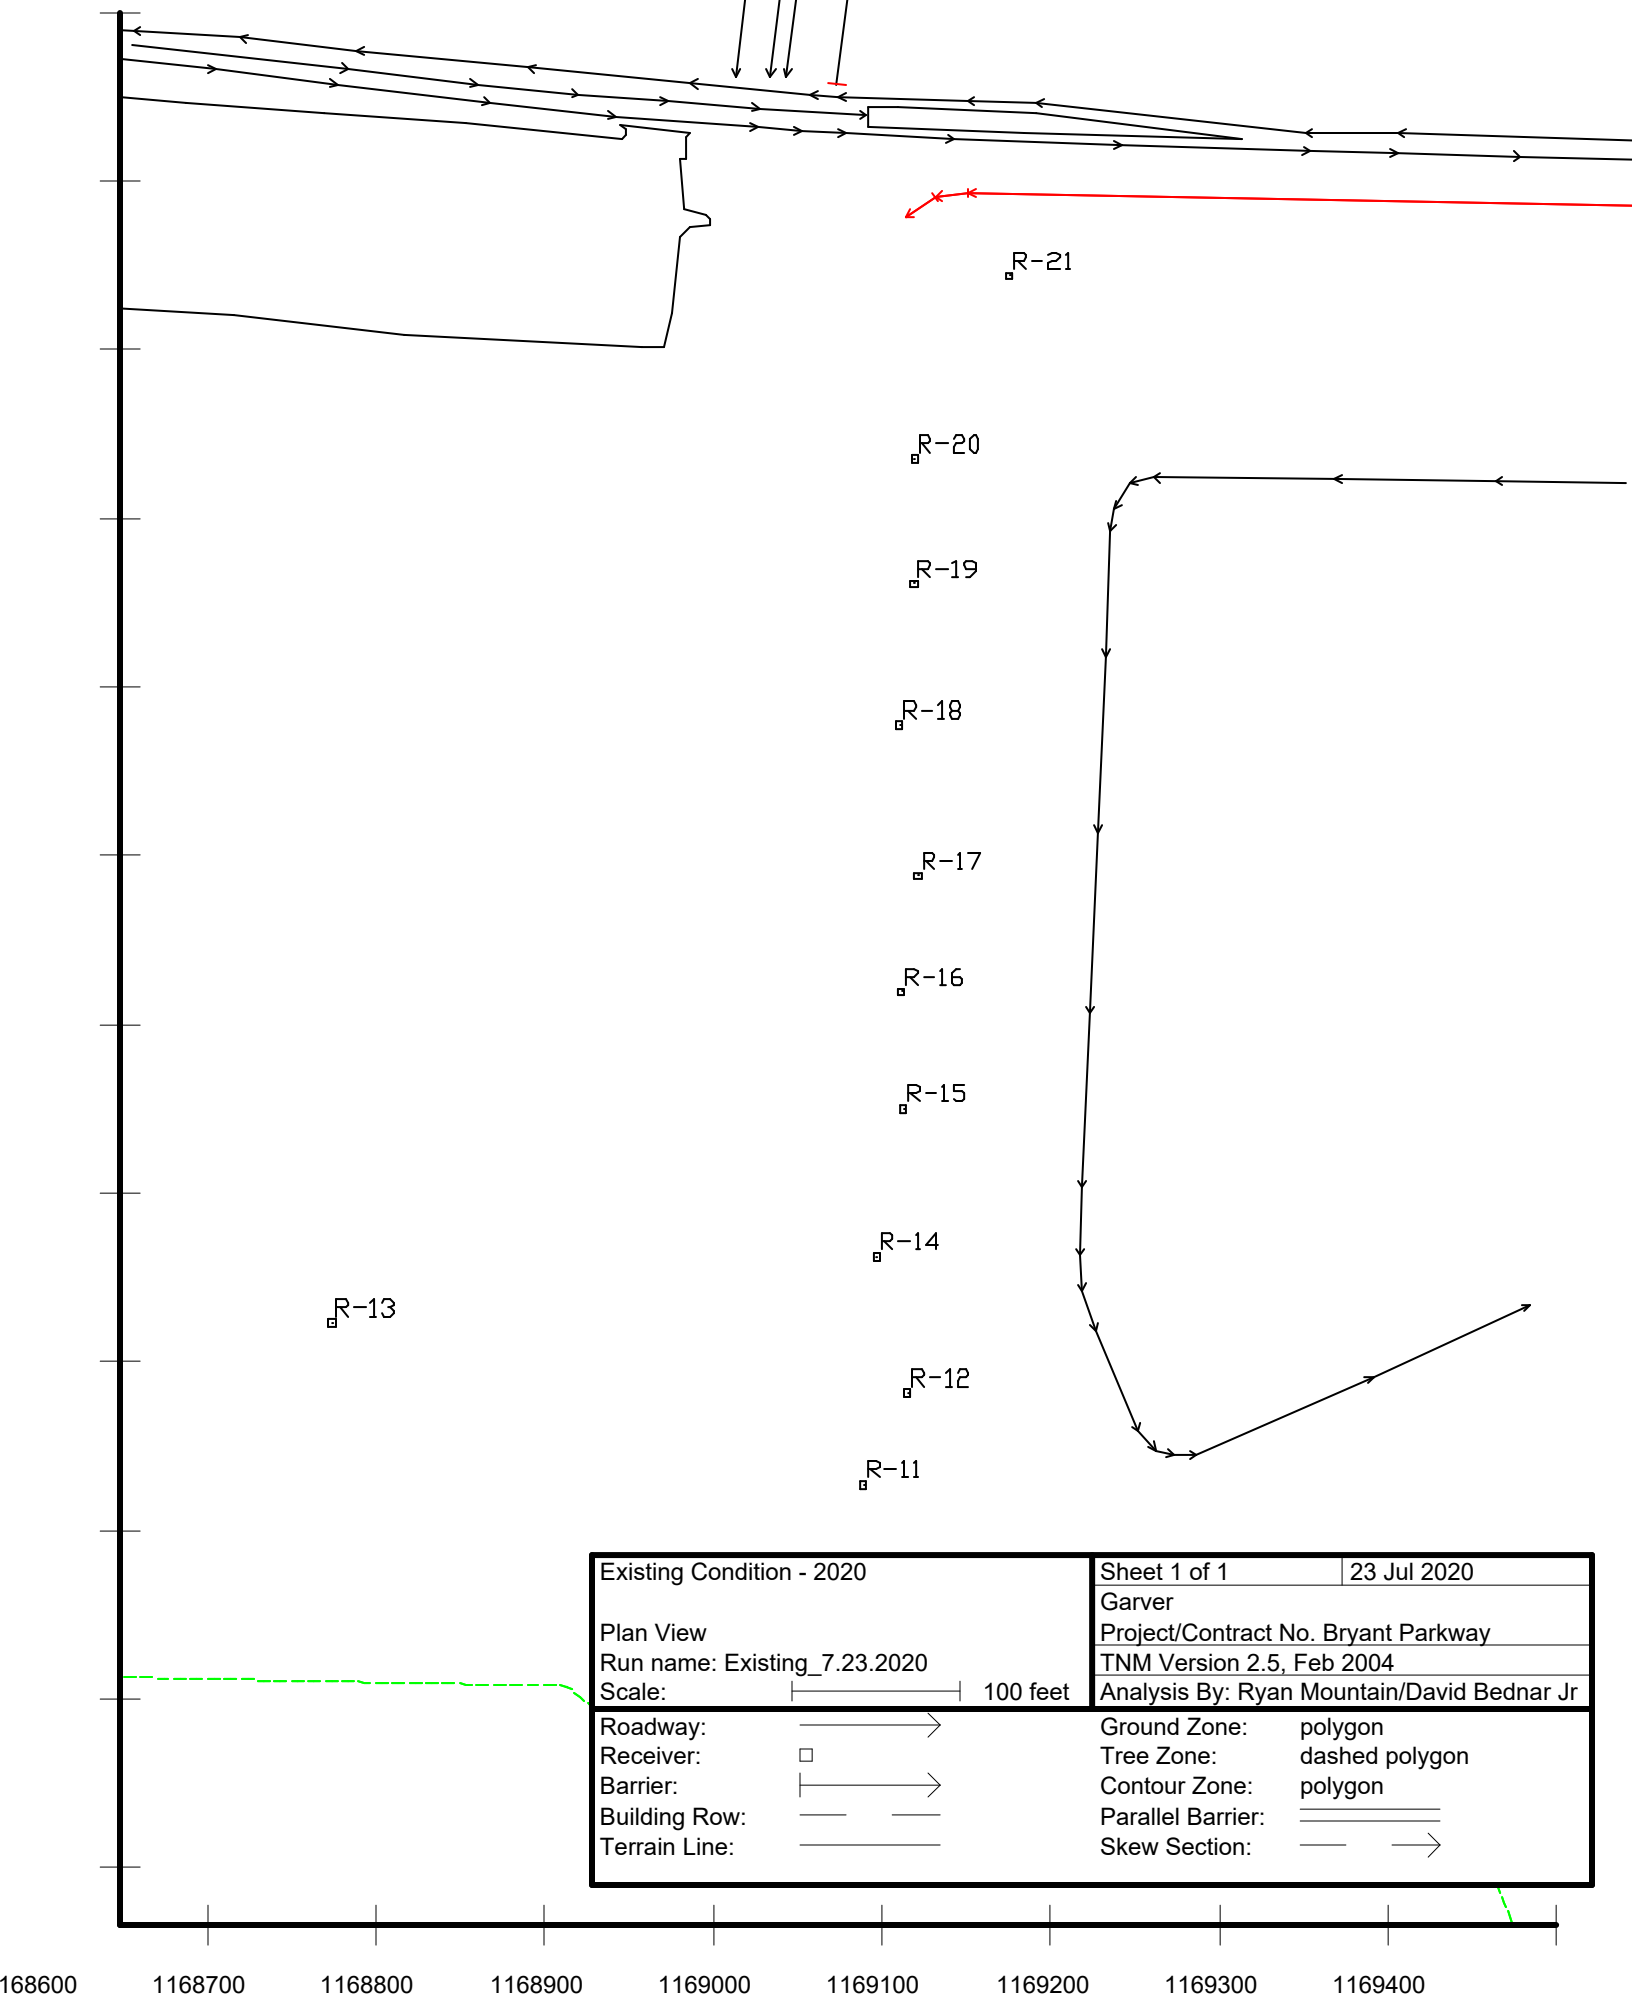 R-21
R-20
R-19
R-18
R-17
R-16
R-15
R-14
R-13
R-12
R-11
Existing Condition - 2020
Sheet 1 of 1
23 Jul 2020
Garver
Plan View
Project/Contract No. Bryant Parkway
Run name: Existing_7.23.2020
TNM Version 2.5, Feb 2004
Scale:
100 feet
Analysis By: Ryan Mountain/David Bednar Jr
Roadway:
Ground Zone:
polygon
Receiver:
Tree Zone:
dashed polygon
Barrier:
Contour Zone:
polygon
Building Row:
Parallel Barrier:
Terrain Line:
Skew Section:
168600 1168700 1168800 1168900 1169000 1169100 1169200 1169300 1169400